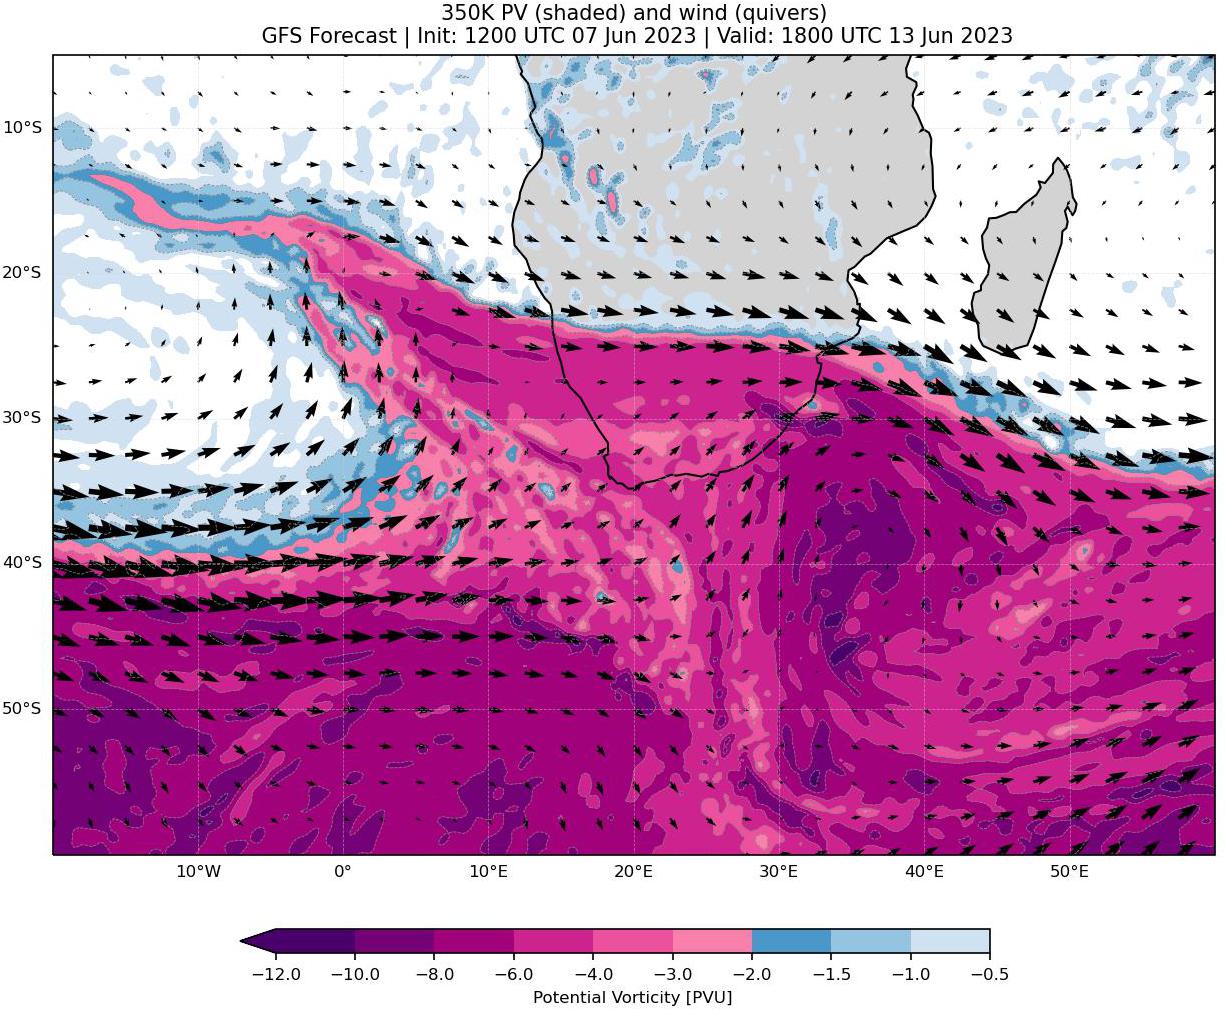 350K PV (shaded) and wind (quivers)
GFS Forecast | Init: 1200 UTC 07 Jun 2023 | Valid: 1800 UTC 13 Jun 2023
10°S
20°S
30°S
40°S
50°S
10°W 0° 10°E 20°E 30°E 40°E 50°E
−12.0 −10.0 −8.0 −6.0 −4.0 −3.0 −2.0 −1.5 −1.0 −0.5
Potential Vorticity [PVU]